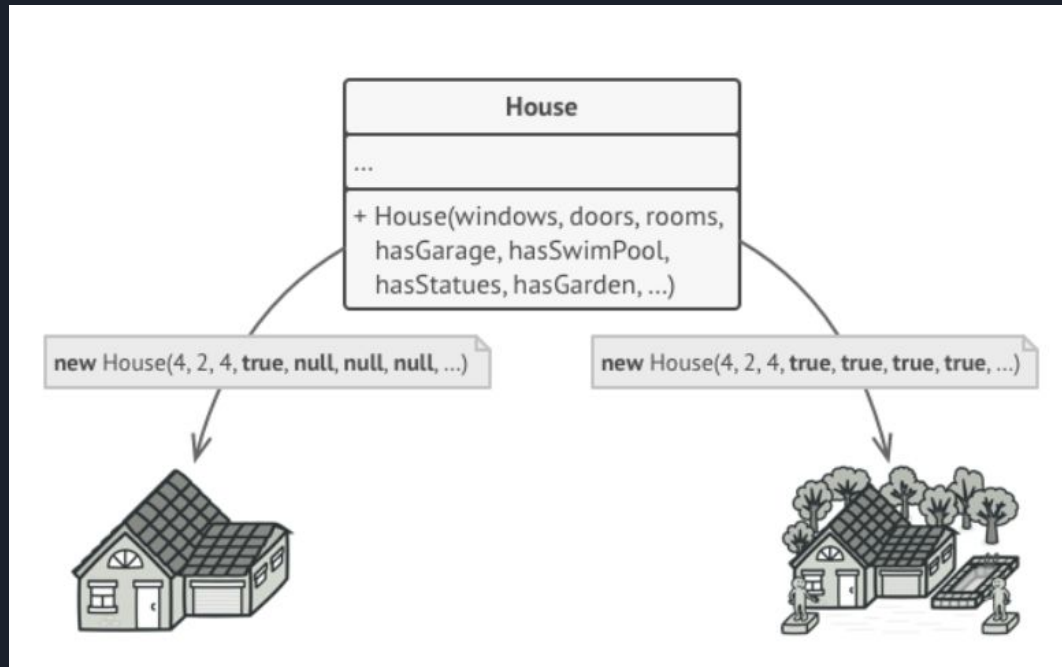 House
...
+ House(windows, doors, rooms,
hasGarage, hasSwimPool,
hasStatues, hasGarden, ...)
new House(4, 2, 4, true, null, null, null, ...)
new House(4, 2, 4, true, true, true, true, ...)